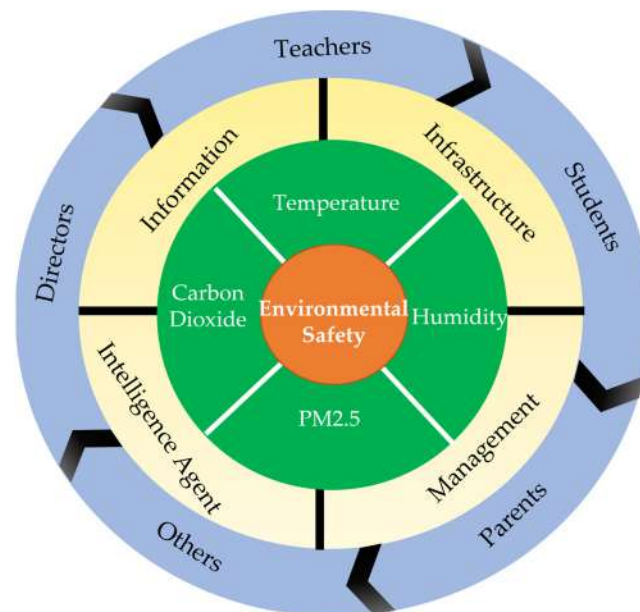 Teachers
Information
Infrastructure
Directors
Students
Temperature
Carbon
Dioxide
Environmental
Safety
Humidity
PM2.5
Intelligence Agent
Management
Others
Parents